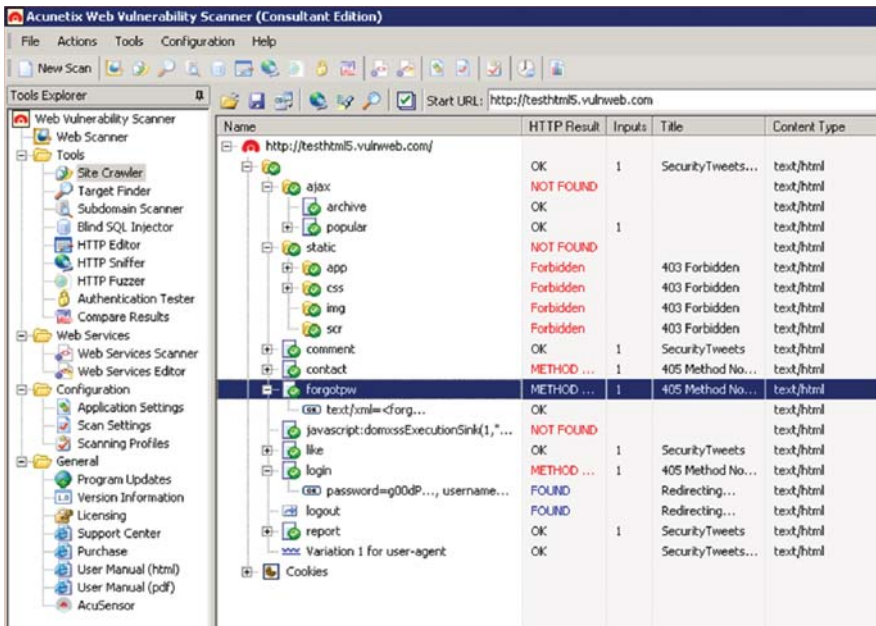 Acunetix Web Vulnerability Scanner (Consultant Edition)
File Actions Tools Configuration Help
New Scan
Tools Explorer
Start URL: http://testhtml5.vulnweb.com
Web Vulnerability Scanner
Web Scanner
Tools
Site Crawler
Target Finder
Subdomain Scanner
Blind SQL Injector
HTTP Editor
HTTP Sniffer
HTTP Fuzzer
Authentication Tester
Compare Results
Web Services
Web Services Scanner
Web Services Editor
Configuration
Application Settings
Scan Settings
Scanning Profiles
General
Program Updates
Version Information
Licensing
Support Center
Purchase
User Manual (html)
User Manual (pdf)
AcuSensor
Name HTTP Result Inputs Title Content Type
http://testhtml5.vulnweb.com/
OK 1 SecurityTweets... text/html
ajax NOT FOUND text/html
archive OK text/html
popular OK 1 text/html
static NOT FOUND text/html
app Forbidden 403 Forbidden text/html
css Forbidden 403 Forbidden text/html
img Forbidden 403 Forbidden text/html
scr Forbidden 403 Forbidden text/html
comment OK 1 SecurityTweets text/html
contact METHOD ... 1 405 Method No... text/html
forgotpw METHOD ... 1 405 Method No... text/html
text/xml=<forg... OK text/html
javascript:domxssExecutionSink(1,"... NOT FOUND text/html
like OK 1 SecurityTweets text/html
login METHOD ... 1 405 Method No... text/html
password=g00dP..., username... FOUND Redirecting... text/html
logout FOUND Redirecting... text/html
report OK 1 SecurityTweets text/html
Variation 1 for user-agent OK SecurityTweets... text/html
Cookies